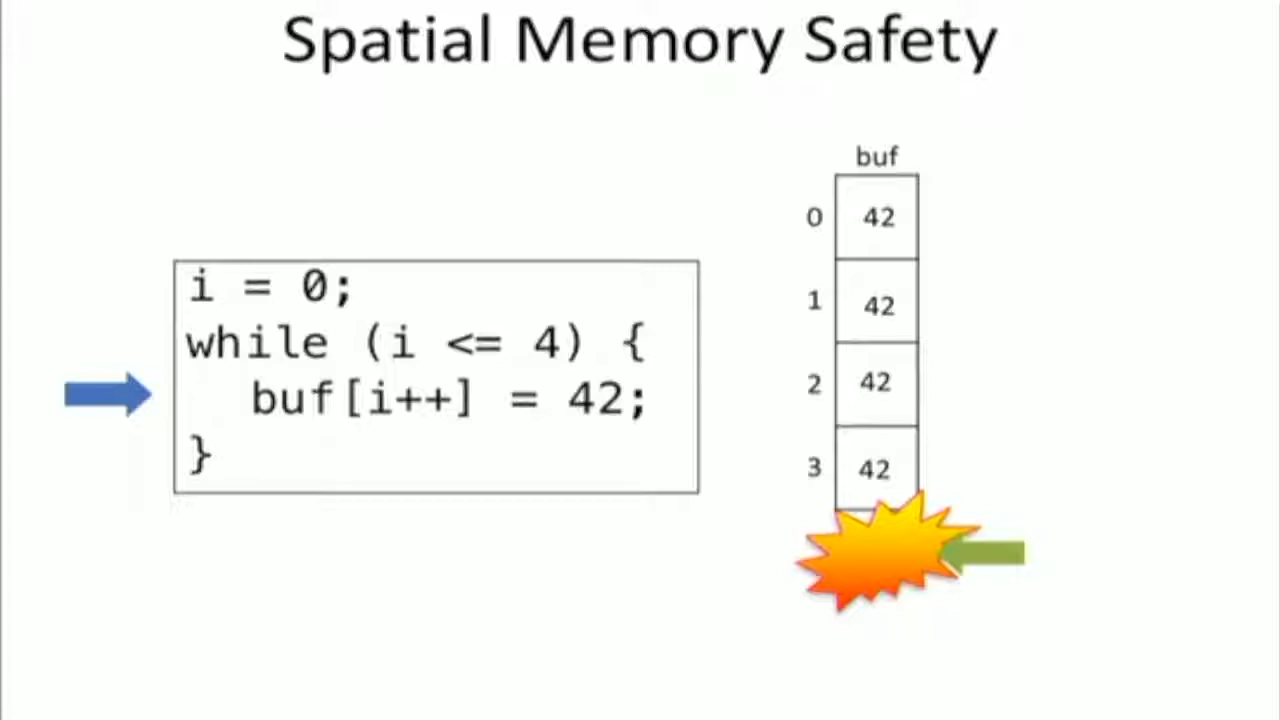 Spatial Memory Safety
i = 0;
while (i <= 4) {
buf[i++] = 42;
}
buf
0 42
1 42
2 42
3 42